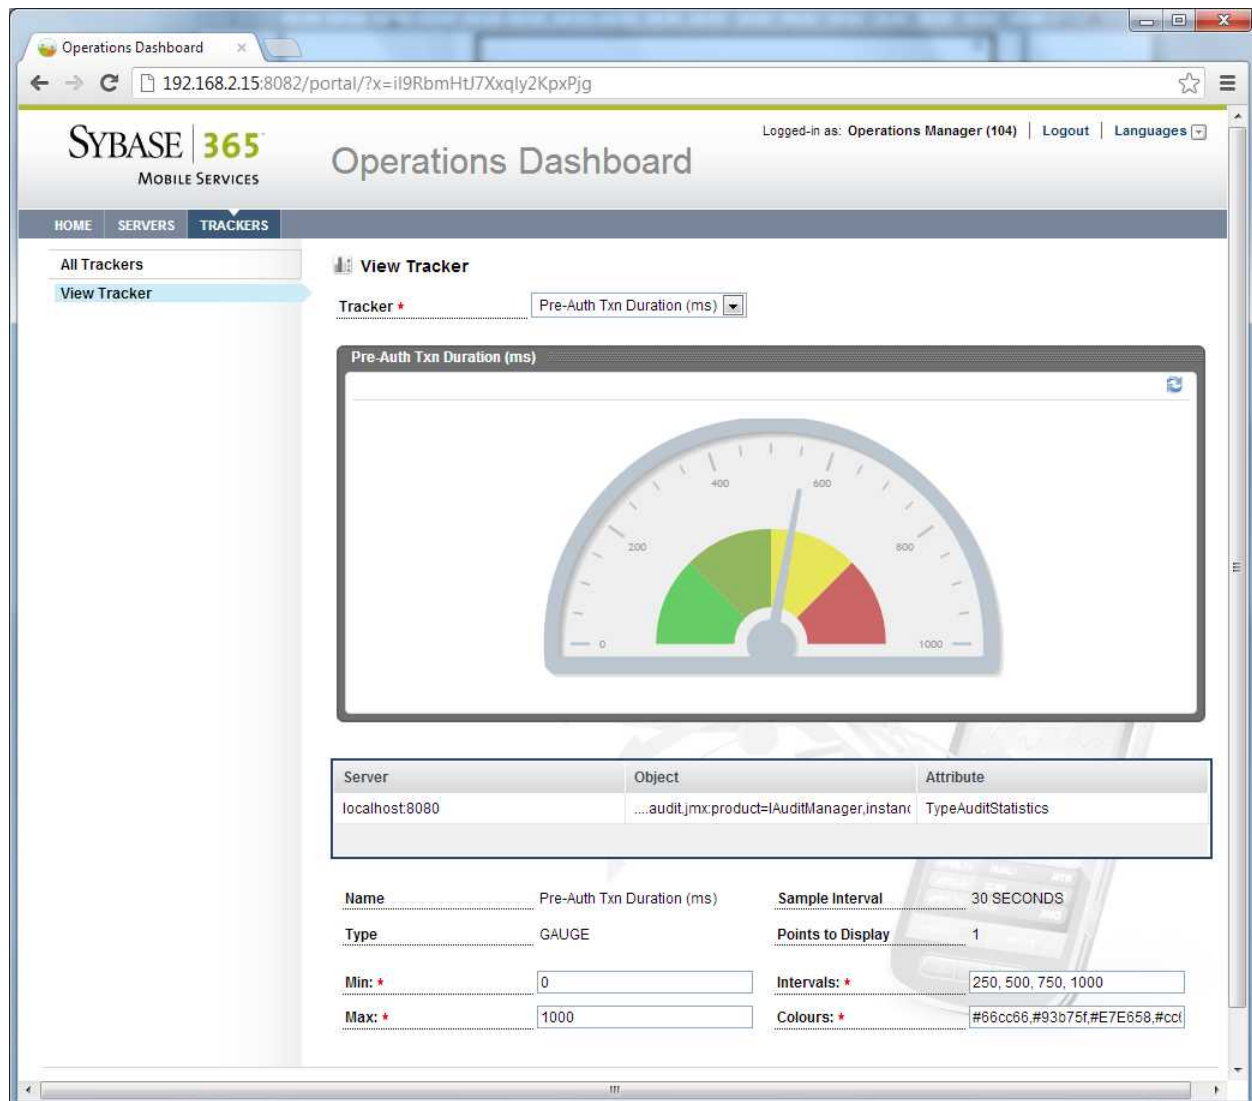 Operations Dashboard
192.168.2.15:8082/portal/?x=iI9RbmHtJ7Xxqly2KpxPjg
SYBASE 365
MOBILE SERVICES
Operations Dashboard
Logged-in as: Operations Manager (104) | Logout | Languages
HOME SERVERS TRACKERS
All Trackers
View Tracker
View Tracker
Tracker * Pre-Auth Txn Duration (ms)
Pre-Auth Txn Duration (ms)
0 200 400 600 800 1000
Server Object Attribute
localhost:8080 ....audit.jmx:product=IAuditManager,instanc TypeAuditStatistics
Name Pre-Auth Txn Duration (ms) Sample Interval 30 SECONDS
Type GAUGE Points to Display 1
Min: * 0 Intervals: * 250, 500, 750, 1000
Max: * 1000 Colours: * #66cc66,#93b75f,#E7E658,#cc6